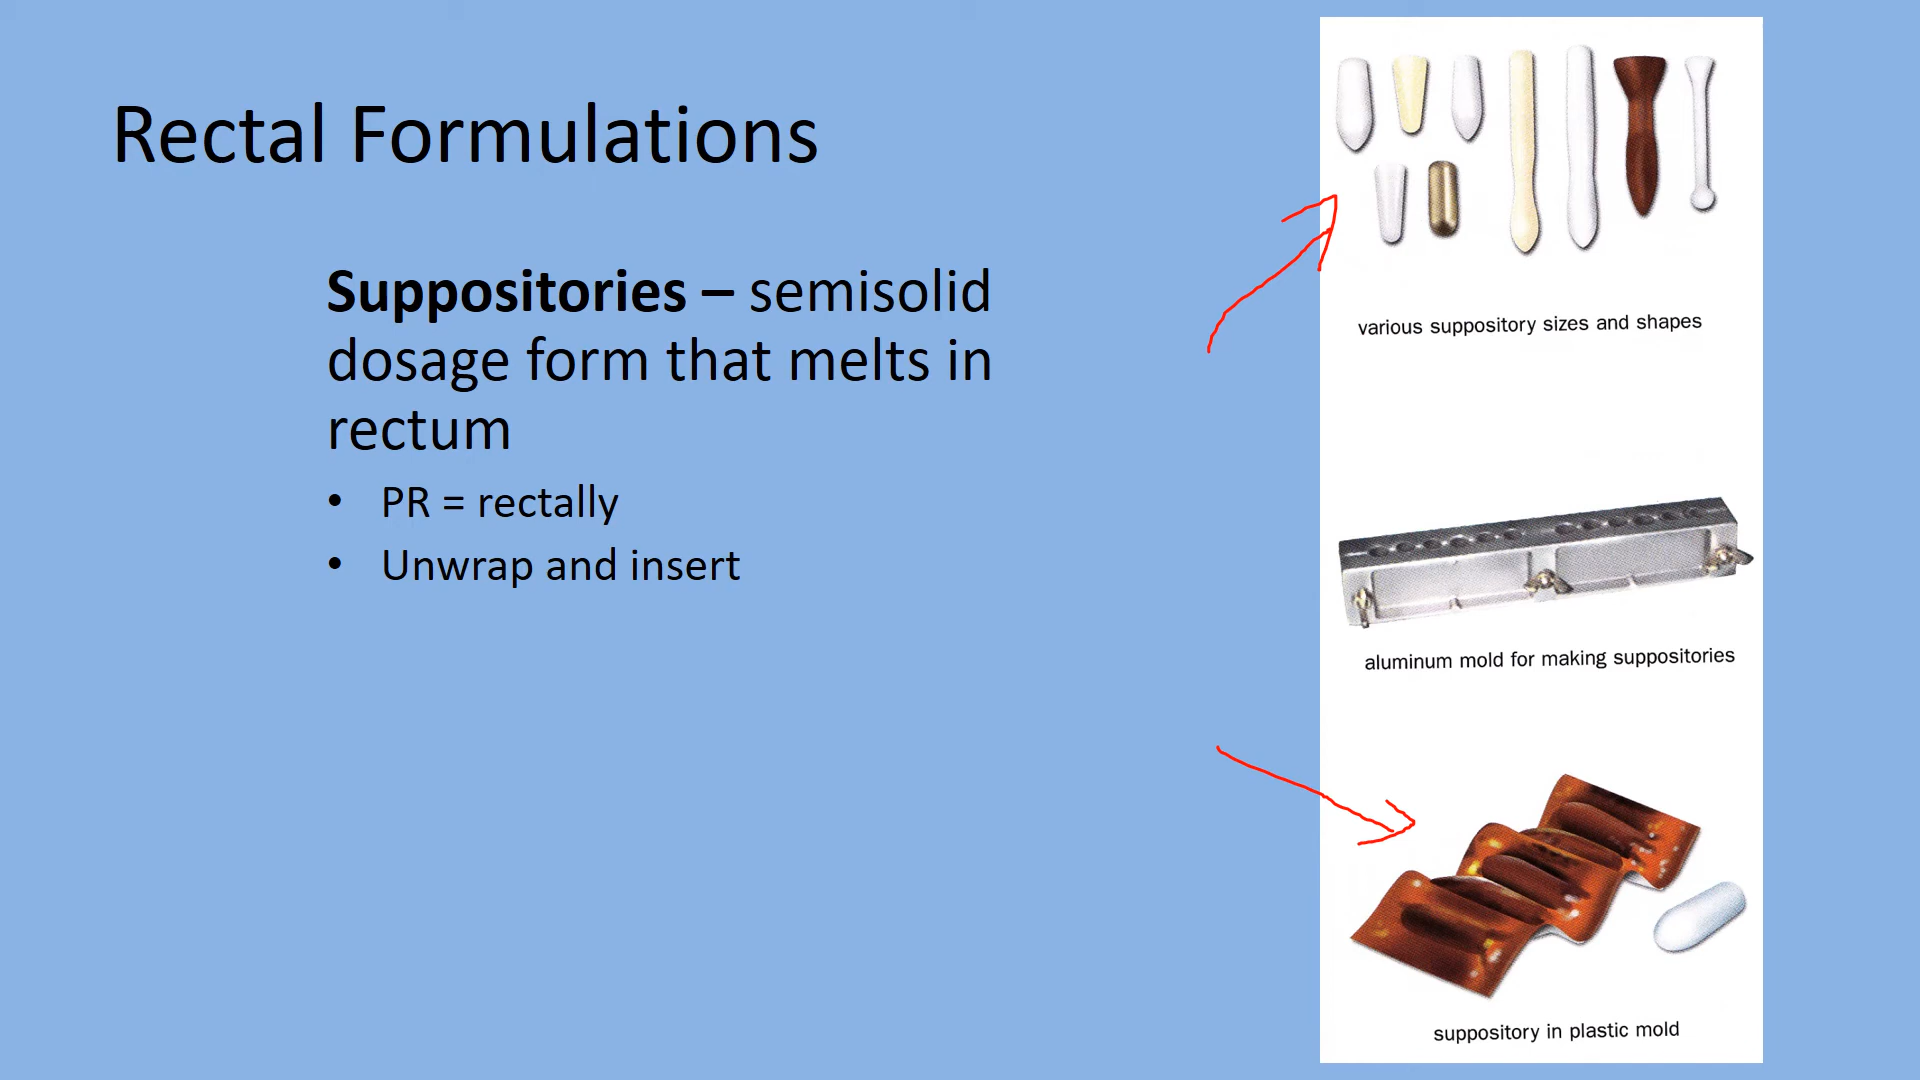 Rectal Formulations
Suppositories – semisolid
dosage form that melts in
rectum
• PR = rectally
• Unwrap and insert
various suppository sizes and shapes
aluminum mold for making suppositories
suppository in plastic mold